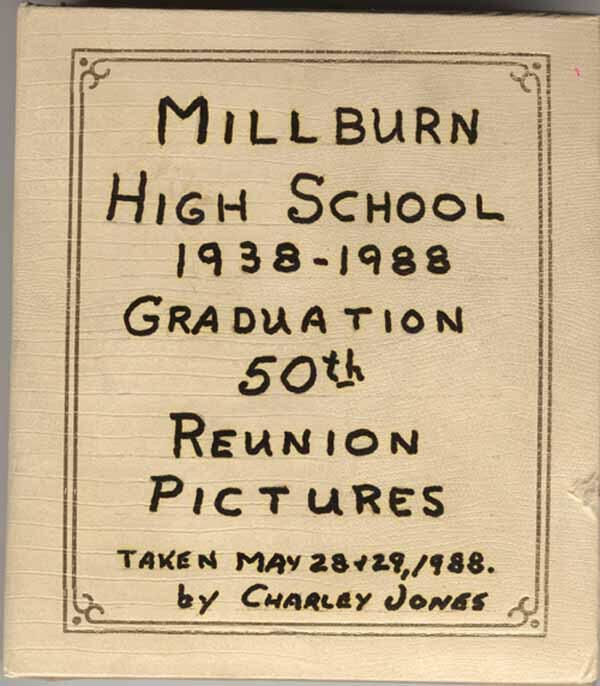 MILLBURN
HIGH SCHOOL
1938-1988
GRADUATION
50th
REUNION
PICTURES
TAKEN MAY 28+29, 1988.
by CHARLEY JONES